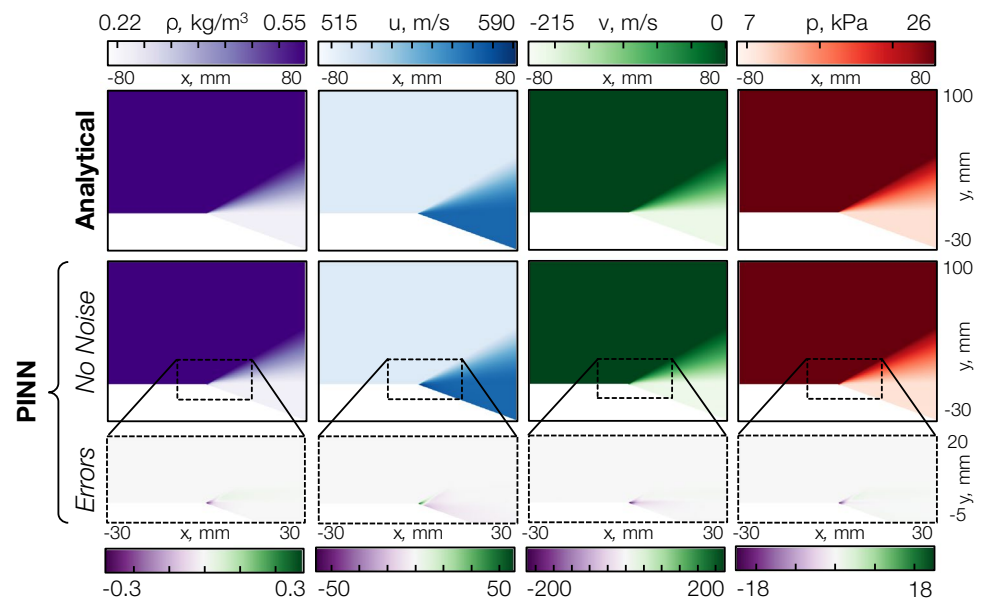 0.22 ρ, kg/m³ 0.55 515 u, m/s 590 -215 v, m/s 0 7 p, kPa 26
-80 x, mm 80 -80 x, mm 80 -80 x, mm 80 -80 x, mm 80
Analytical
100
y, mm
-30
PINN
No Noise
100
y, mm
-30
Errors
20
y, mm
-5
-30 x, mm 30 -30 x, mm 30 -30 x, mm 30 -30 x, mm 30
-0.3 0.3 -50 50 -200 200 -18 18